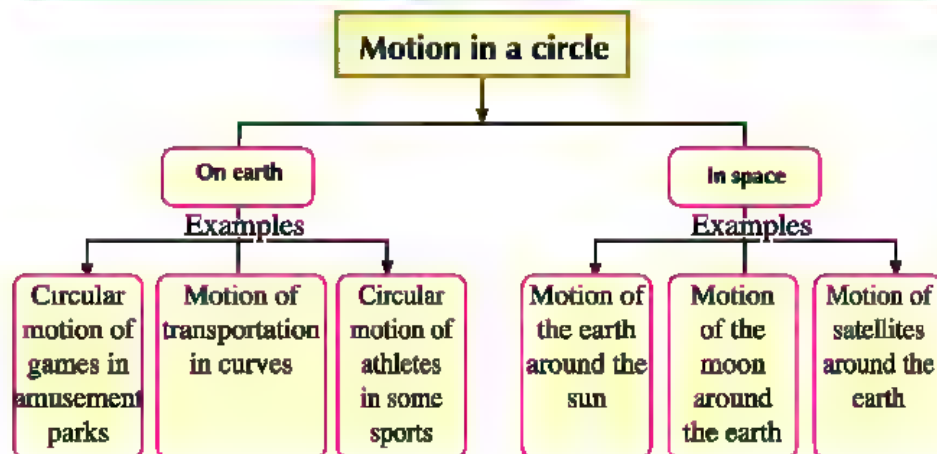 Motion in a circle
On earth
In space
Examples
Examples
Circular
motion of
games in
amusement
parks
Motion of
transportation
in curves
Circular
motion of
athletes
in some
sports
Motion of
the earth
around the
sun
Motion
of the
moon
around
the earth
Motion of
satellites
around the
earth